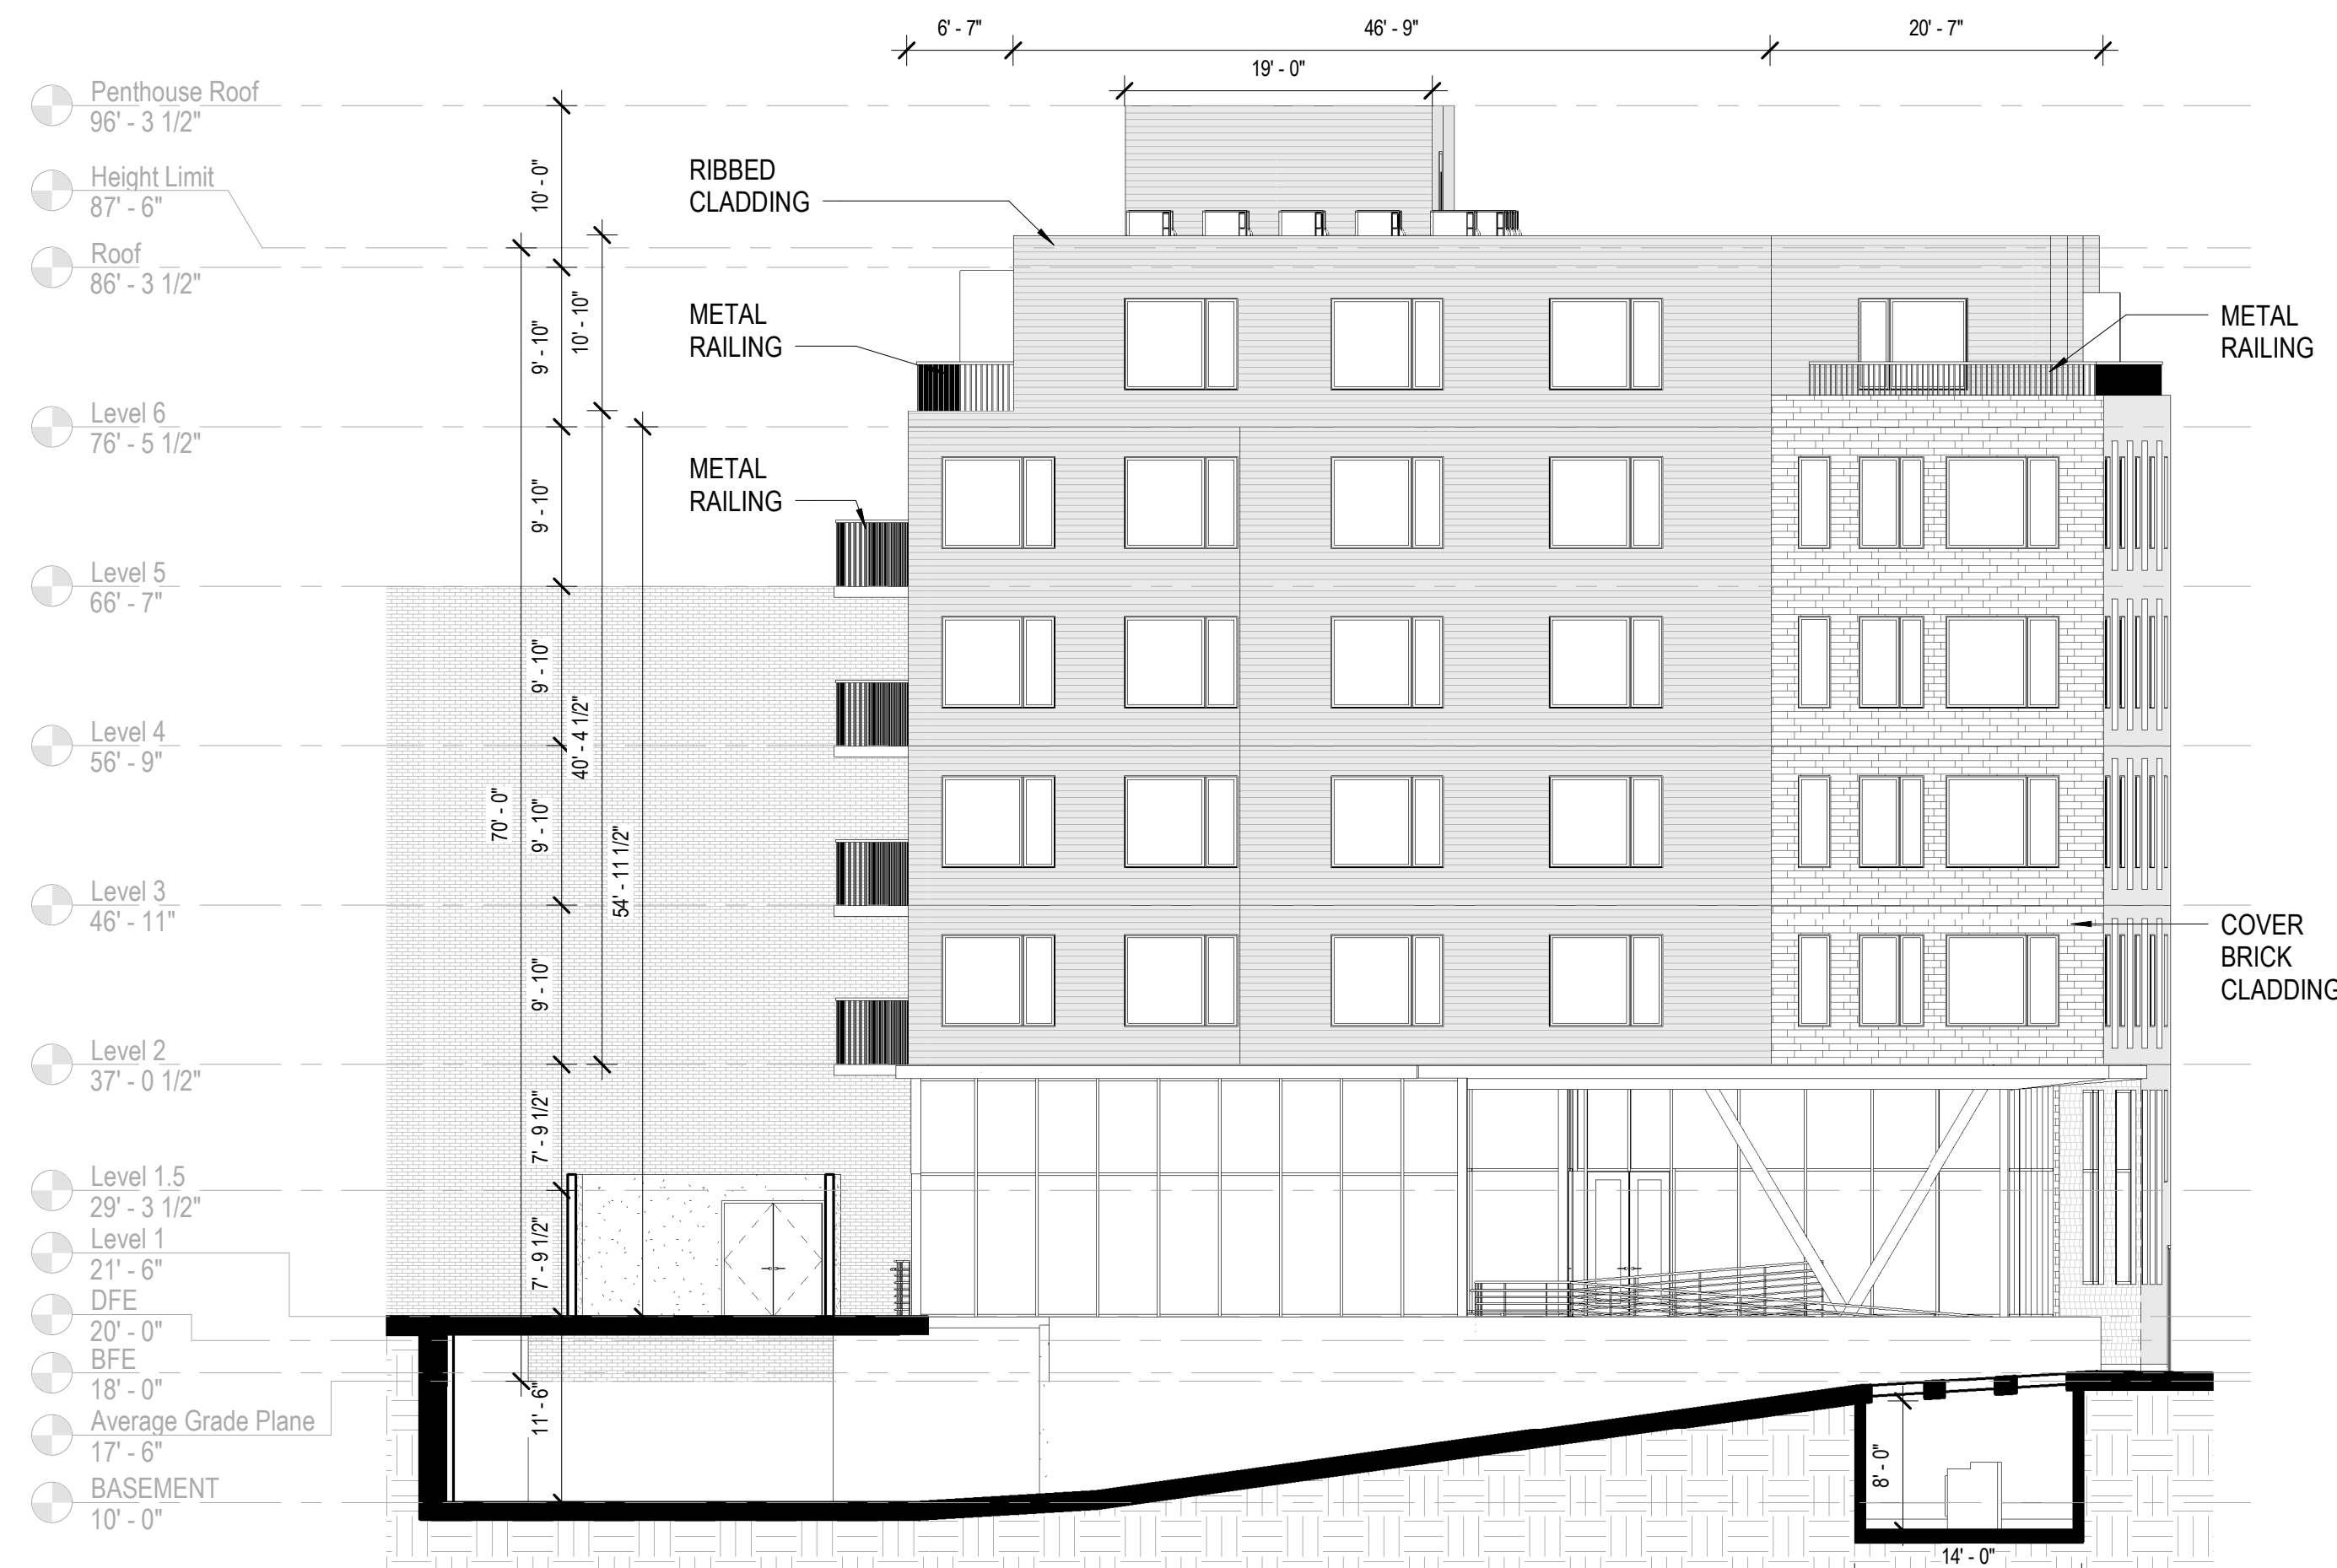 6' - 7"
46' - 9"
20' - 7"
19' - 0"
Penthouse Roof
96' - 3 1/2"
Height Limit
87' - 6"
Roof
86' - 3 1/2"
Level 6
76' - 5 1/2"
Level 5
66' - 7"
Level 4
56' - 9"
Level 3
46' - 11"
Level 2
37' - 0 1/2"
Level 1.5
29' - 3 1/2"
Level 1
21' - 6"
DFE
20' - 0"
BFE
18' - 0"
Average Grade Plane
17' - 6"
BASEMENT
10' - 0"
70' - 0"
10' - 0"
9' - 10"
9' - 10"
9' - 10"
9' - 10"
9' - 10"
7' - 9 1/2"
7' - 9 1/2"
11' - 6"
10' - 10"
40' - 4 1/2"
54' - 11 1/2"
RIBBED
CLADDING
METAL
RAILING
METAL
RAILING
METAL
RAILING
COVER
BRICK
CLADDING
8' - 0"
14' - 0"